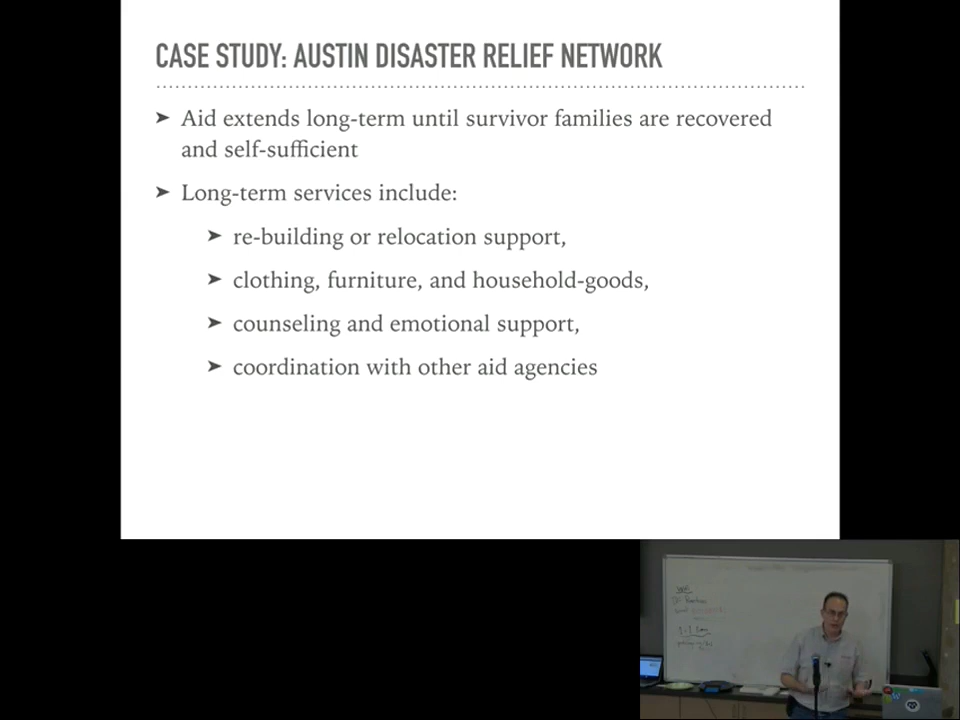 CASE STUDY: AUSTIN DISASTER RELIEF NETWORK
➤ Aid extends long-term until survivor families are recovered
and self-sufficient
➤ Long-term services include:
➤ re-building or relocation support,
➤ clothing, furniture, and household-goods,
➤ counseling and emotional support,
➤ coordination with other aid agencies